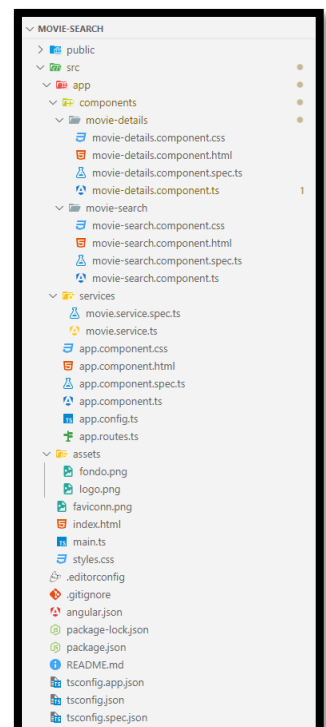 MOVIE-SEARCH
public
src
app
components
movie-details
movie-details.component.css
movie-details.component.html
movie-details.component.spec.ts
movie-details.component.ts 1
movie-search
movie-search.component.css
movie-search.component.html
movie-search.component.spec.ts
movie-search.component.ts
services
movie.service.spec.ts
movie.service.ts
app.component.css
app.component.html
app.component.spec.ts
app.component.ts
app.config.ts
app.routes.ts
assets
fondo.png
logo.png
faviconn.png
index.html
main.ts
styles.css
.editorconfig
.gitignore
angular.json
package-lock.json
package.json
README.md
tsconfig.app.json
tsconfig.json
tsconfig.spec.json